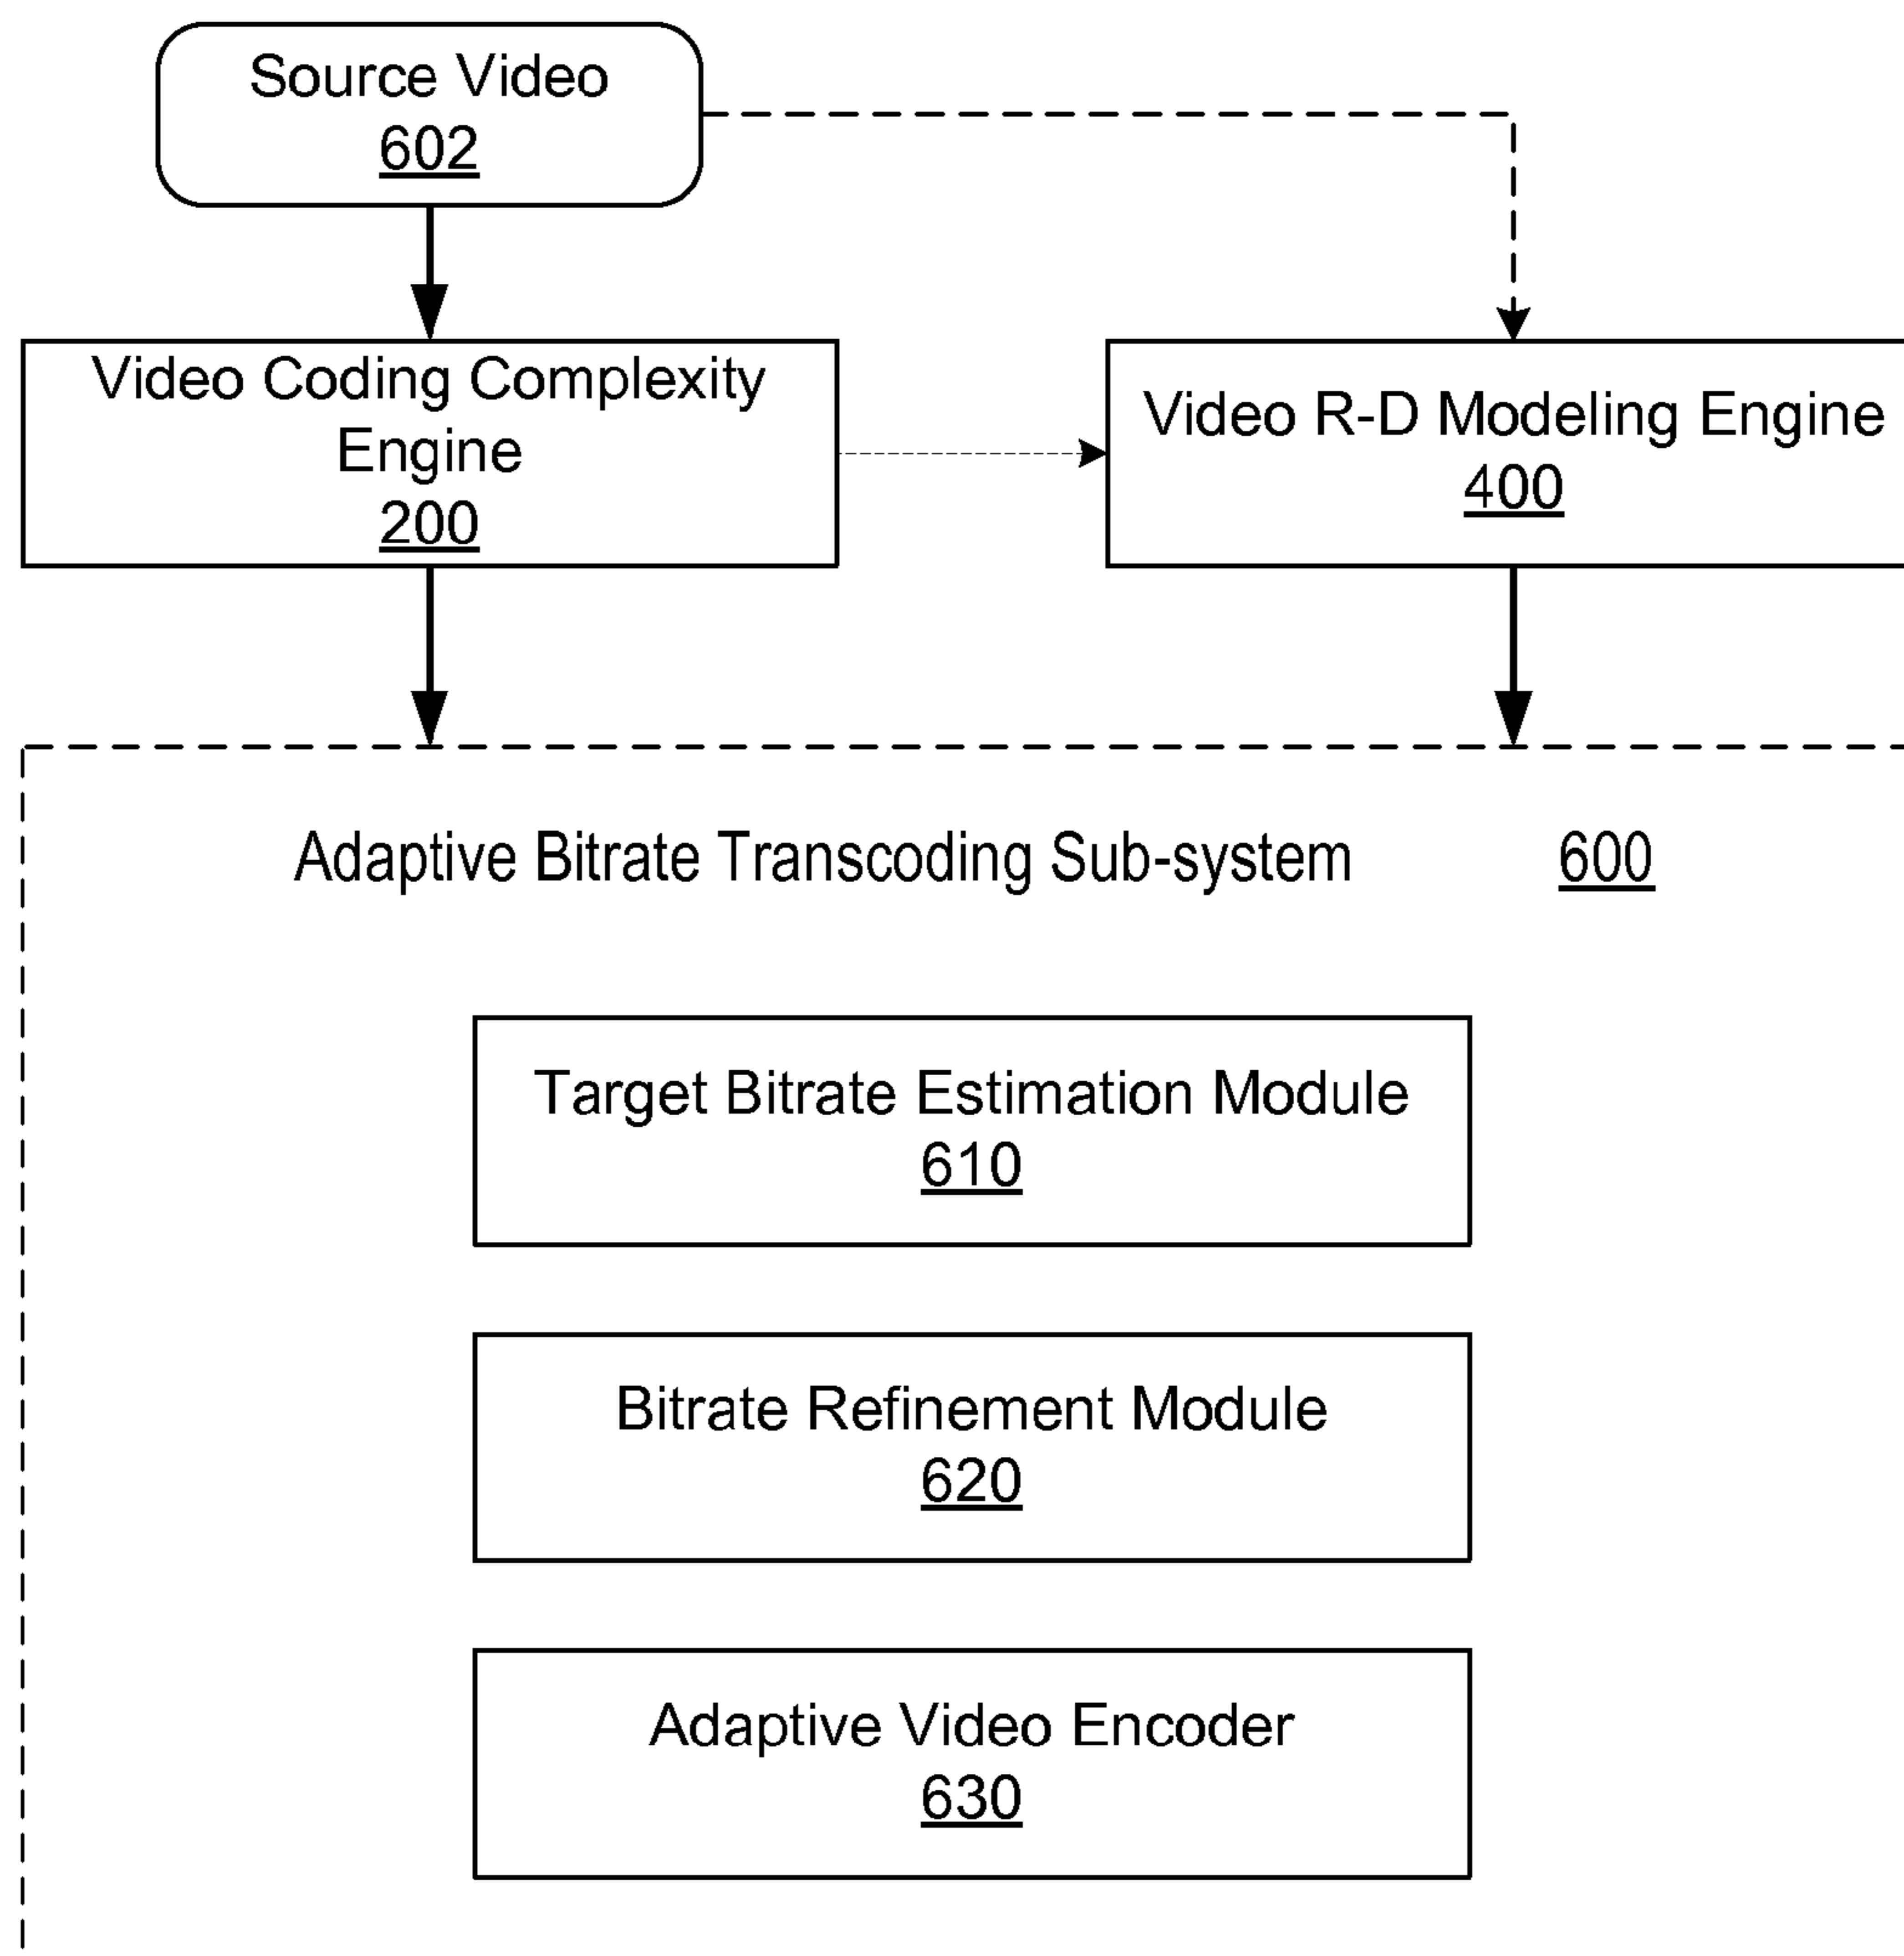 Source Video
602
Video Coding Complexity
Engine
200
Video R-D Modeling Engine
400
Adaptive Bitrate Transcoding Sub-system 600
Target Bitrate Estimation Module
610
Bitrate Refinement Module
620
Adaptive Video Encoder
630